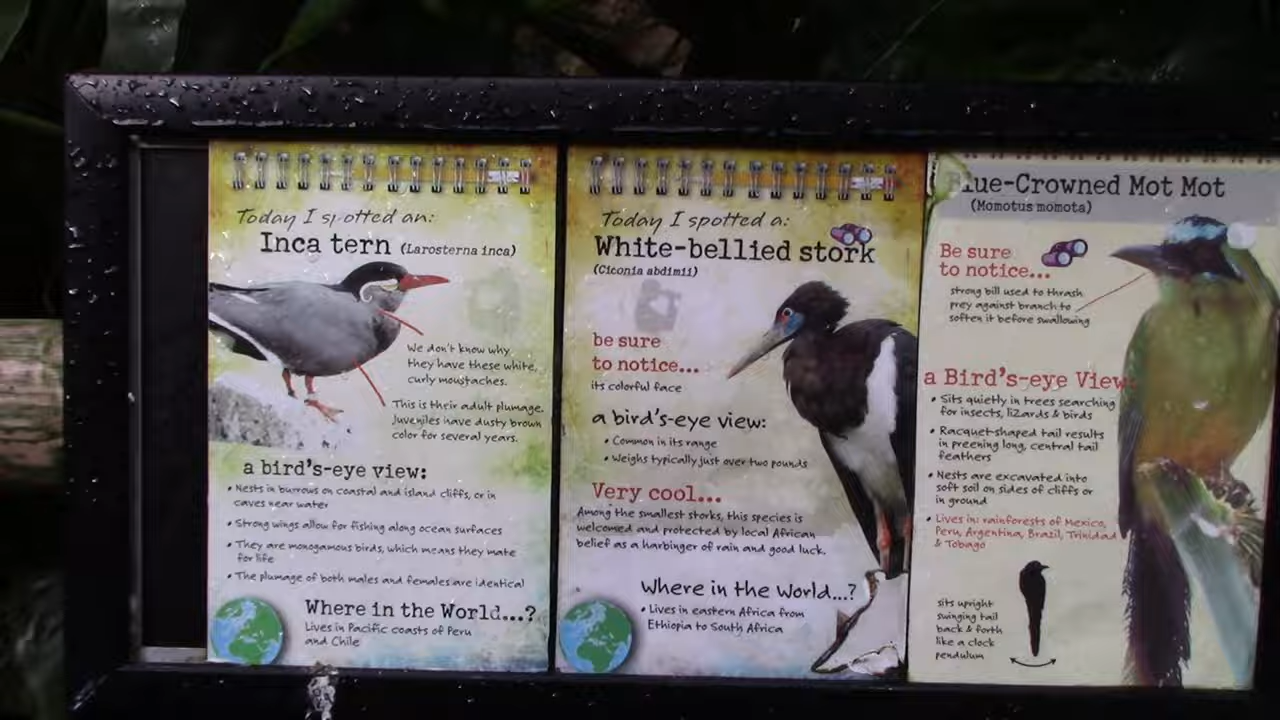 Today I spotted an:
Inca tern (Larosterna inca)
We don't know why
they have these white,
curly moustaches.
This is their adult plumage.
Juveniles have dusty brown
color for several years.
a bird's-eye view:
• Nests in burrows on coastal and island cliffs, or in
caves near water
• Strong wings allow for fishing along ocean surfaces
• They are monogamous birds, which means they mate
for life
• The plumage of both males and females are identical
Where in the World...?
Lives in Pacific coasts of Peru
and Chile
Today I spotted a:
White-bellied stork
(Ciconia abdimii)
be sure
to notice...
its colorful face
a bird's-eye view:
• Common in its range
• Weighs typically just over two pounds
Very cool...
Among the smallest storks, this species is
welcomed and protected by local African
belief as a harbinger of rain and good luck.
Where in the World...?
• Lives in eastern Africa from
Ethiopia to South Africa
Blue-Crowned Mot Mot
(Momotus momota)
Be sure
to notice...
strong bill used to thrash
prey against branch to
soften it before swallowing
a Bird's-eye View:
• Sits quietly in trees searching
for insects, lizards & birds
• Racquet-shaped tail results
in preening long, central tail
feathers
• Nests are excavated into
soft soil on sides of cliffs or
in ground
• Lives in: rainforests of Mexico,
Peru, Argentina, Brazil, Trinidad
& Tobago
sits upright
swinging tail
back & forth
like a clock
pendulum